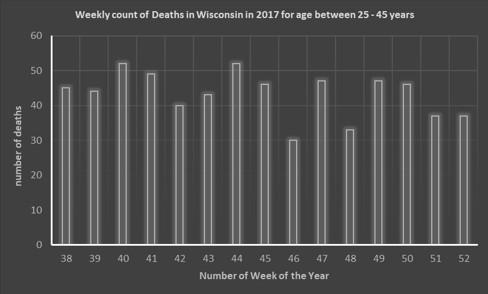 Weekly count of Deaths in Wisconsin in 2017 for age between 25 - 45 years
60
50
40
30
20
10
0
number of deaths
38 39 40 41 42 43 44 45 46 47 48 49 50 51 52
Number of Week of the Year